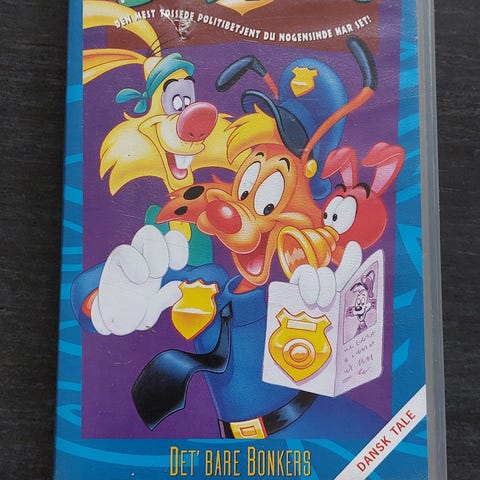 DEN MEST TOSSEDE POLITIBETJENT DU NOGENSINDE HAR SET!
DET' BARE BONKERS
DANSK TALE